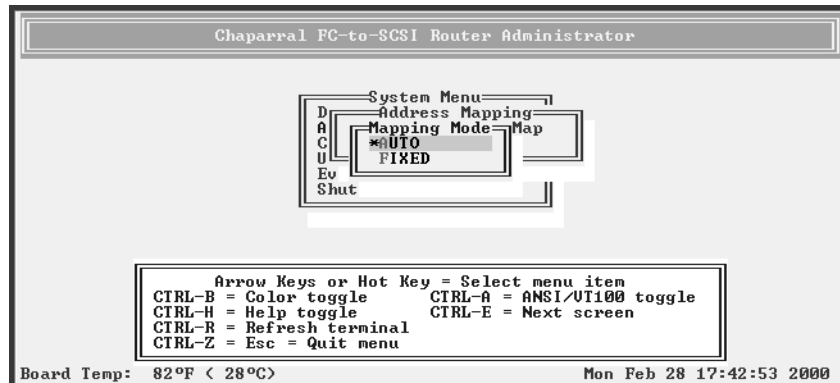 Chaparral FC-to-SCSI Router Administrator
System Menu
D Address Mapping
A Mapping Mode Map
C *AUTO
U FIXED
Ev
Shut
Arrow Keys or Hot Key = Select menu item
CTRL-B = Color toggle CTRL-A = ANSI/VT100 toggle
CTRL-H = Help toggle CTRL-E = Next screen
CTRL-R = Refresh terminal
CTRL-Z = Esc = Quit menu
Board Temp: 82ºF ( 28ºC) Mon Feb 28 17:42:53 2000